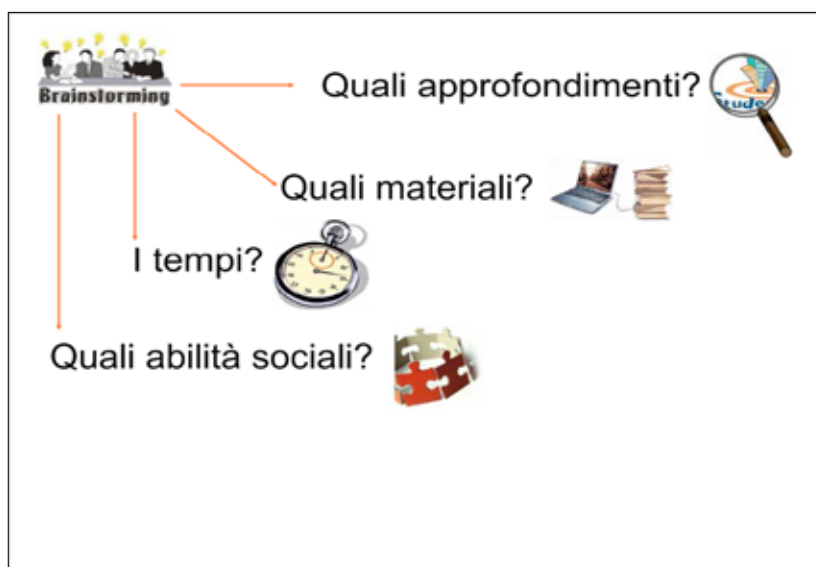 Brainstorming
Quali approfondimenti?
Quali materiali?
I tempi?
Quali abilità sociali?